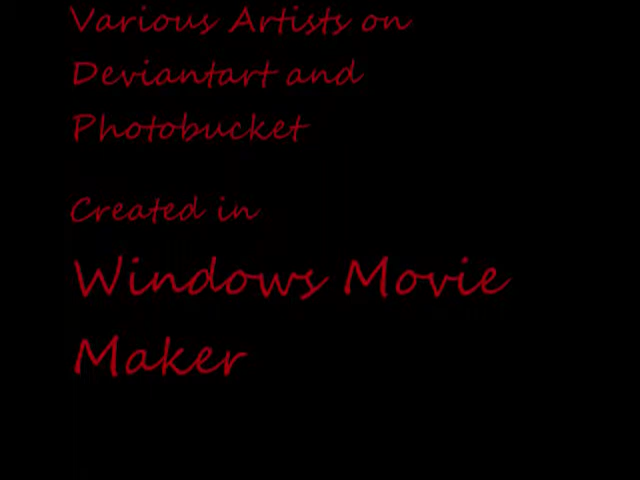 Various Artists on
Deviantart and
Photobucket
Created in
Windows Movie
Maker